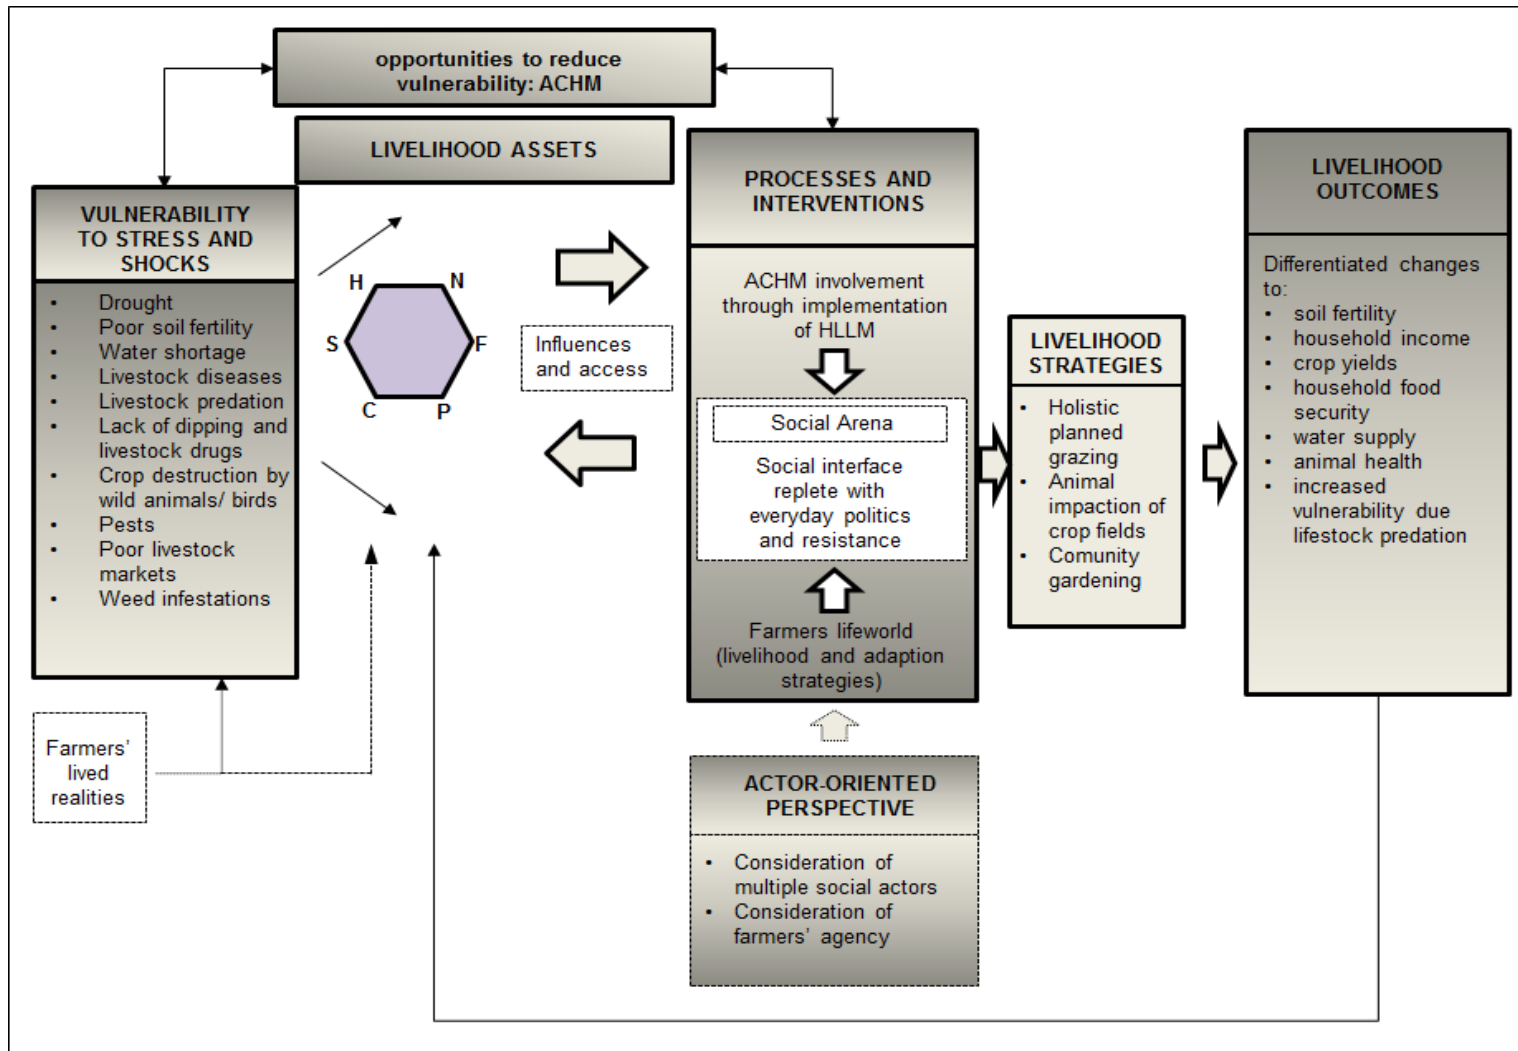 opportunities to reduce
vulnerability: ACHM
LIVELIHOOD ASSETS
VULNERABILITY
TO STRESS AND
SHOCKS
• Drought
• Poor soil fertility
• Water shortage
• Livestock diseases
• Livestock predation
• Lack of dipping and
livestock drugs
• Crop destruction by
wild animals/ birds
• Pests
• Poor livestock
markets
• Weed infestations
Farmers’
lived
realities
H N
S F
C P
Influences
and access
PROCESSES AND
INTERVENTIONS
ACHM involvement
through implementation
of HLLM
Social Arena
Social interface
replete with
everyday politics
and resistance
Farmers lifeworld
(livelihood and adaption
strategies)
ACTOR-ORIENTED
PERSPECTIVE
• Consideration of
multiple social actors
• Consideration of
farmers’ agency
LIVELIHOOD
STRATEGIES
• Holistic
planned
grazing
• Animal
impaction of
crop fields
• Comunity
gardening
LIVELIHOOD
OUTCOMES
Differentiated changes
to:
• soil fertility
• household income
• crop yields
• household food
security
• water supply
• animal health
• increased
vulnerability due
lifestock predation